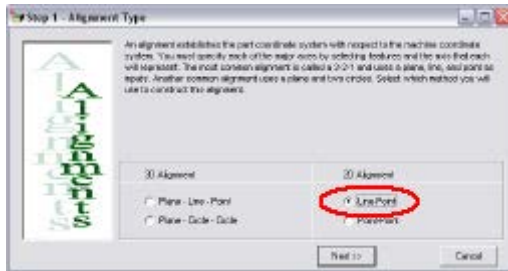 Step 1 - Alignment Type
An alignment establishes the part coordinate system with respect to the machine coordinate
system. You must specify each of the major axes by selecting features and the axis that each
will represent. The most common alignment is called a 3-2-1 and uses a plane, line, and point as
inputs. Another common alignment uses a plane and two circles. Select which method you will
use to construct the alignment.
Alignments
3D Alignment
2D Alignment
Plane - Line - Point
Line Point
Plane - Circle - Circle
Next >>
Cancel